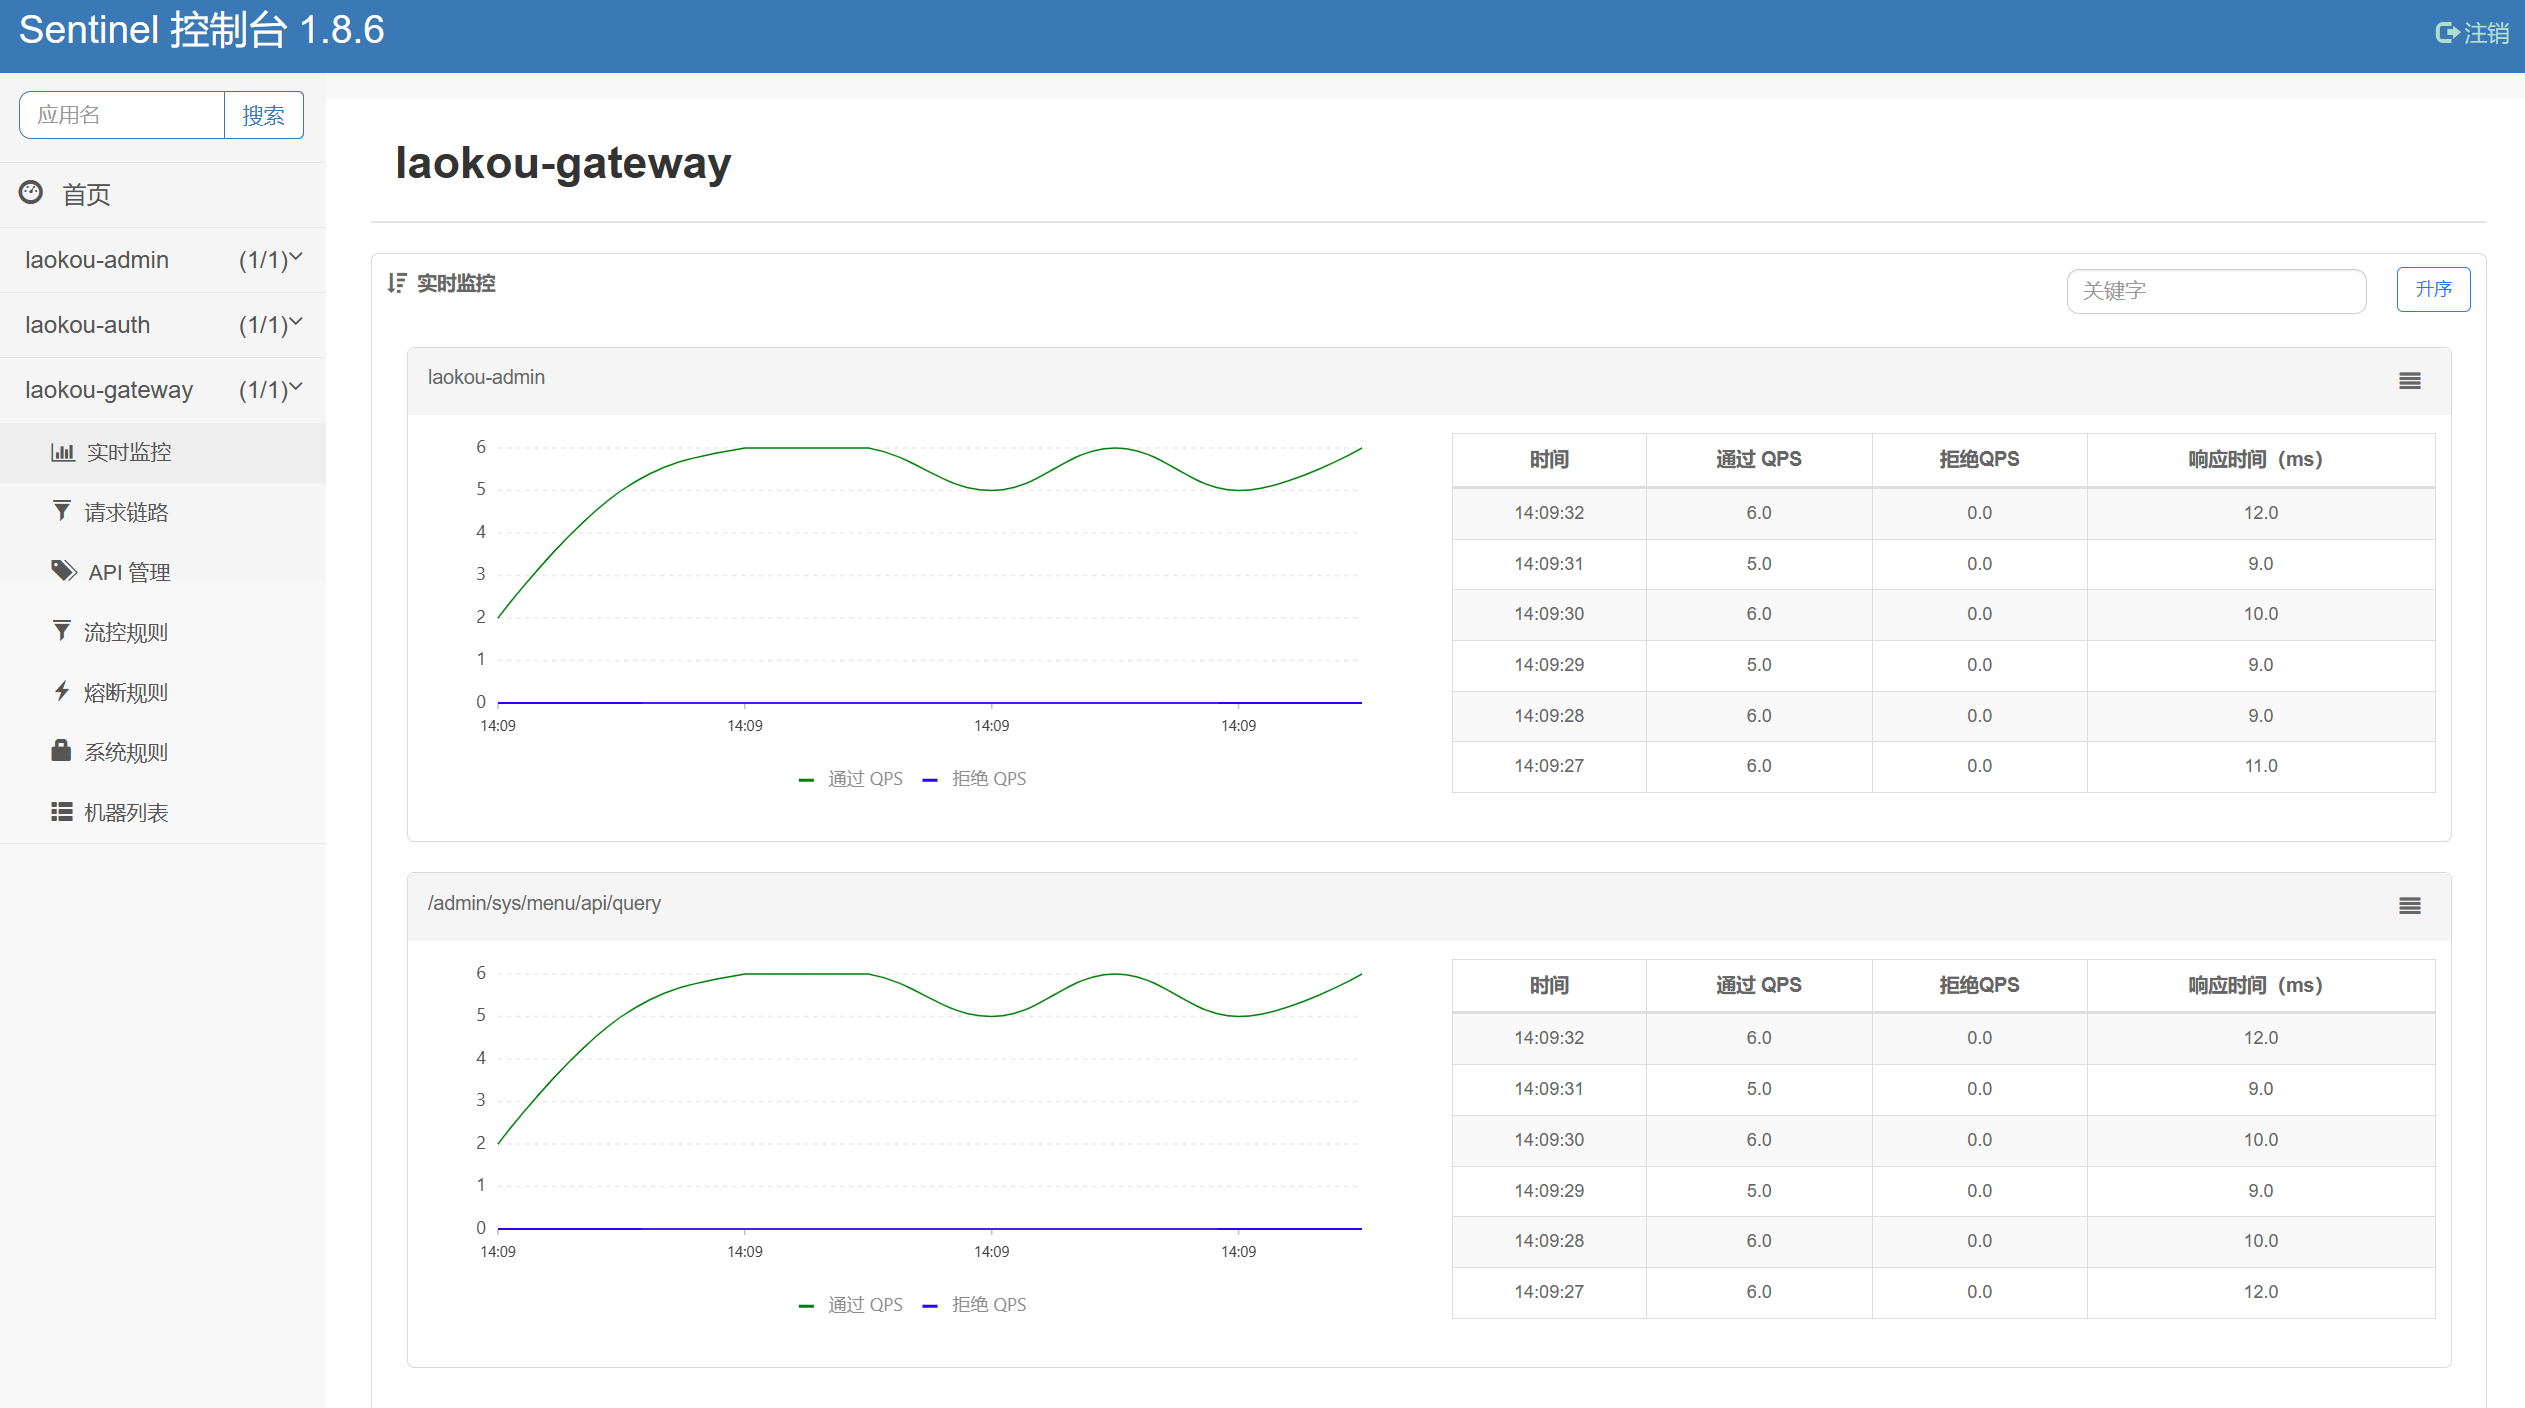 Sentinel 控制台 1.8.6
注销
应用名 搜索
首页
laokou-admin (1/1)
laokou-auth (1/1)
laokou-gateway (1/1)
实时监控
请求链路
API 管理
流控规则
熔断规则
系统规则
机器列表
laokou-gateway
实时监控 关键字 升序
laokou-admin
6
5
4
3
2
1
0
14:09 14:09 14:09 14:09
通过 QPS 拒绝 QPS
时间 通过 QPS 拒绝QPS 响应时间（ms）
14:09:32 6.0 0.0 12.0
14:09:31 5.0 0.0 9.0
14:09:30 6.0 0.0 10.0
14:09:29 5.0 0.0 9.0
14:09:28 6.0 0.0 9.0
14:09:27 6.0 0.0 11.0
/admin/sys/menu/api/query
6
5
4
3
2
1
0
14:09 14:09 14:09 14:09
通过 QPS 拒绝 QPS
时间 通过 QPS 拒绝QPS 响应时间（ms）
14:09:32 6.0 0.0 12.0
14:09:31 5.0 0.0 9.0
14:09:30 6.0 0.0 10.0
14:09:29 5.0 0.0 9.0
14:09:28 6.0 0.0 10.0
14:09:27 6.0 0.0 12.0